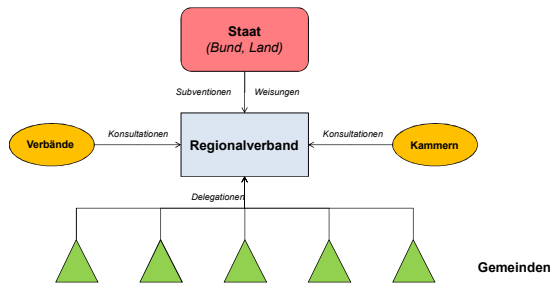 Staat
(Bund, Land)
Subventionen Weisungen
Konsultationen Konsultationen
Verbände Regionalverband Kammern
Delegationen
Gemeinden